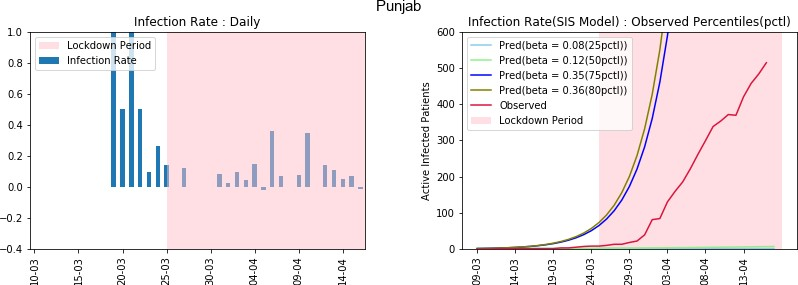 Punjab
Infection Rate : Daily
Lockdown Period
Infection Rate
1.0
0.8
0.6
0.4
0.2
0.0
−0.2
−0.4
10-03
15-03
20-03
25-03
30-03
04-04
09-04
14-04
Infection Rate(SIS Model) : Observed Percentiles(pctl)
Pred(beta = 0.08(25pctl))
Pred(beta = 0.12(50pctl))
Pred(beta = 0.35(75pctl))
Pred(beta = 0.36(80pctl))
Observed
Lockdown Period
Active Infected Patients
600
500
400
300
200
100
0
09-03
14-03
19-03
24-03
29-03
03-04
08-04
13-04